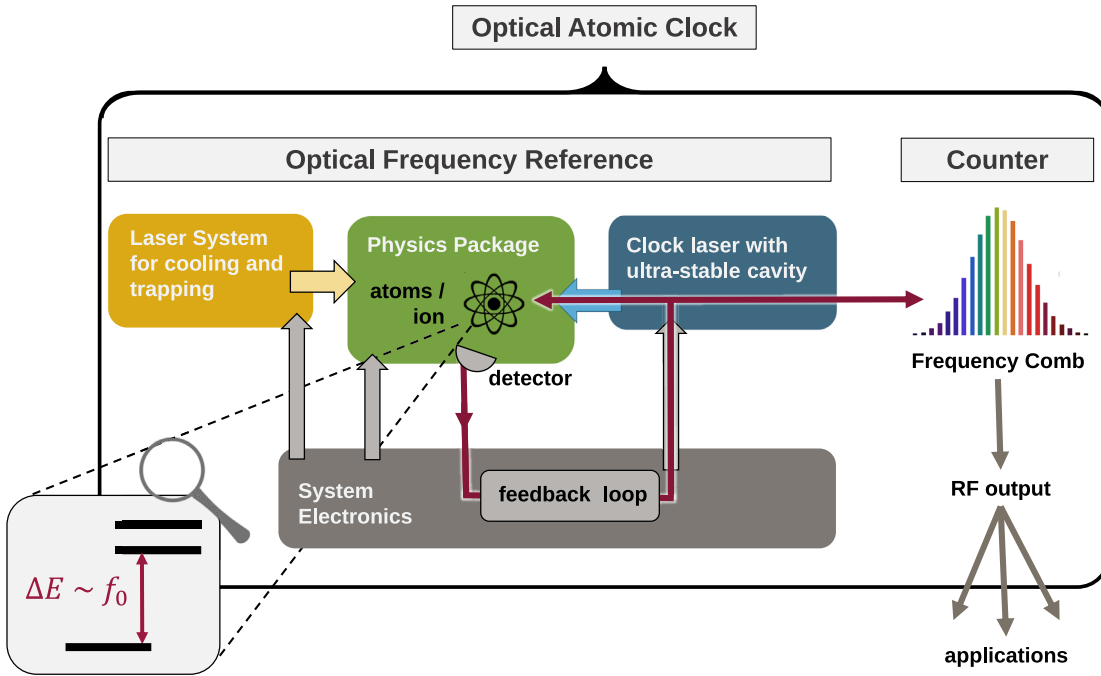 Optical Atomic Clock
Optical Frequency Reference
Counter
Laser System
for cooling and
trapping
Physics Package
atoms /
ion
Clock laser with
ultra-stable cavity
detector
Frequency Comb
System
Electronics
feedback loop
RF output
ΔE ~ f₀
applications